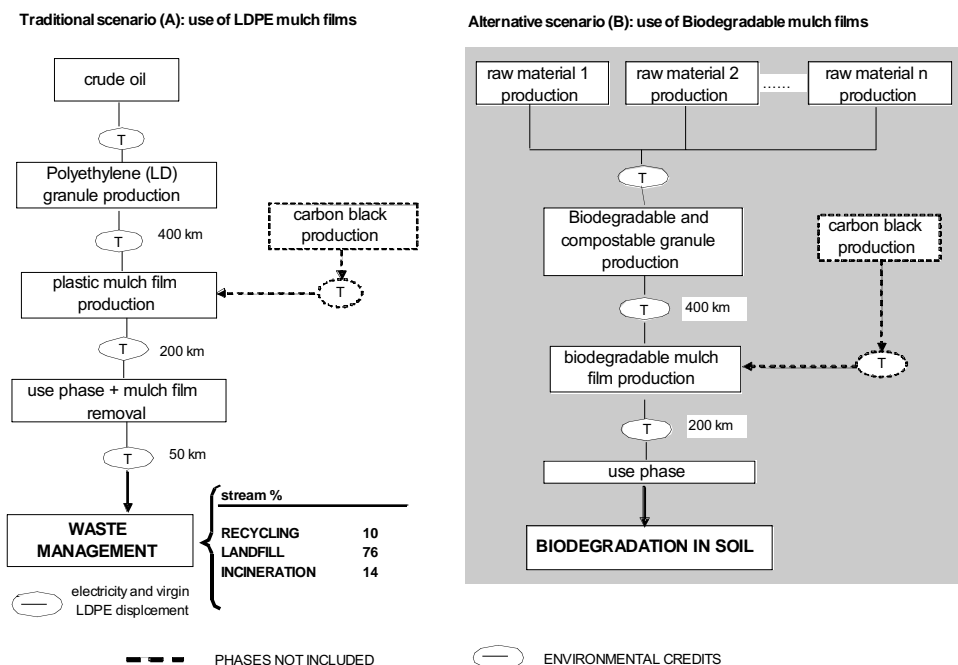 Traditional scenario (A): use of LDPE mulch films
crude oil
T
Polyethylene (LD)
granule production
T
400 km
carbon black
production
T
plastic mulch film
production
T
200 km
use phase + mulch film
removal
T
50 km
WASTE
MANAGEMENT
stream %
RECYCLING 10
LANDFILL 76
INCINERATION 14
electricity and virgin
LDPE displcement
Alternative scenario (B): use of Biodegradable mulch films
raw material 1
production
raw material 2
production
......
raw material n
production
T
Biodegradable and
compostable granule
production
carbon black
production
T
400 km
biodegradable mulch
film production
T
T
200 km
use phase
BIODEGRADATION IN SOIL
PHASES NOT INCLUDED
ENVIRONMENTAL CREDITS